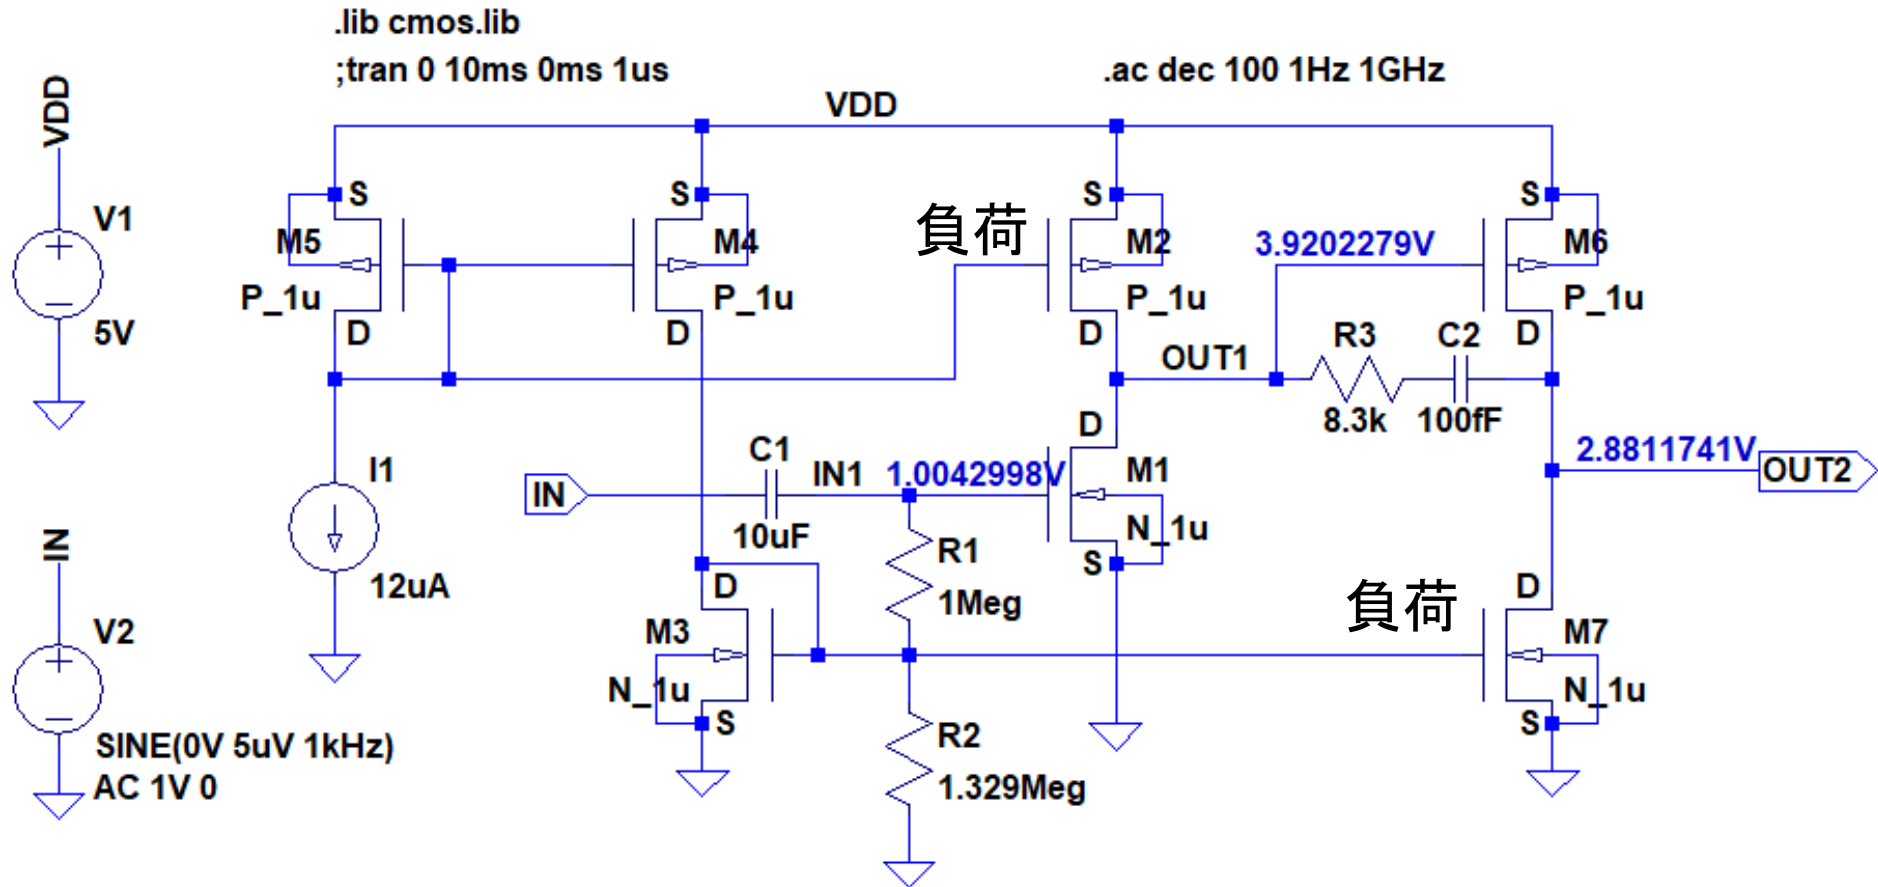 .lib cmos.lib
;tran 0 10ms 0ms 1us
.ac dec 100 1Hz 1GHz
VDD
VDD
V1
5V
S
M5
P_1u
D
S
M4
P_1u
D
負荷
S
M2
P_1u
D
3.9202279V
S
M6
P_1u
D
OUT1
R3
8.3k
C2
100fF
I1
12uA
IN
C1
10uF
IN1
1.0042998V
D
M1
N_1u
S
2.8811741V
OUT2
IN
V2
SINE(0V 5uV 1kHz)
AC 1V 0
D
M3
N_1u
S
R1
1Meg
R2
1.329Meg
負荷
D
M7
N_1u
S